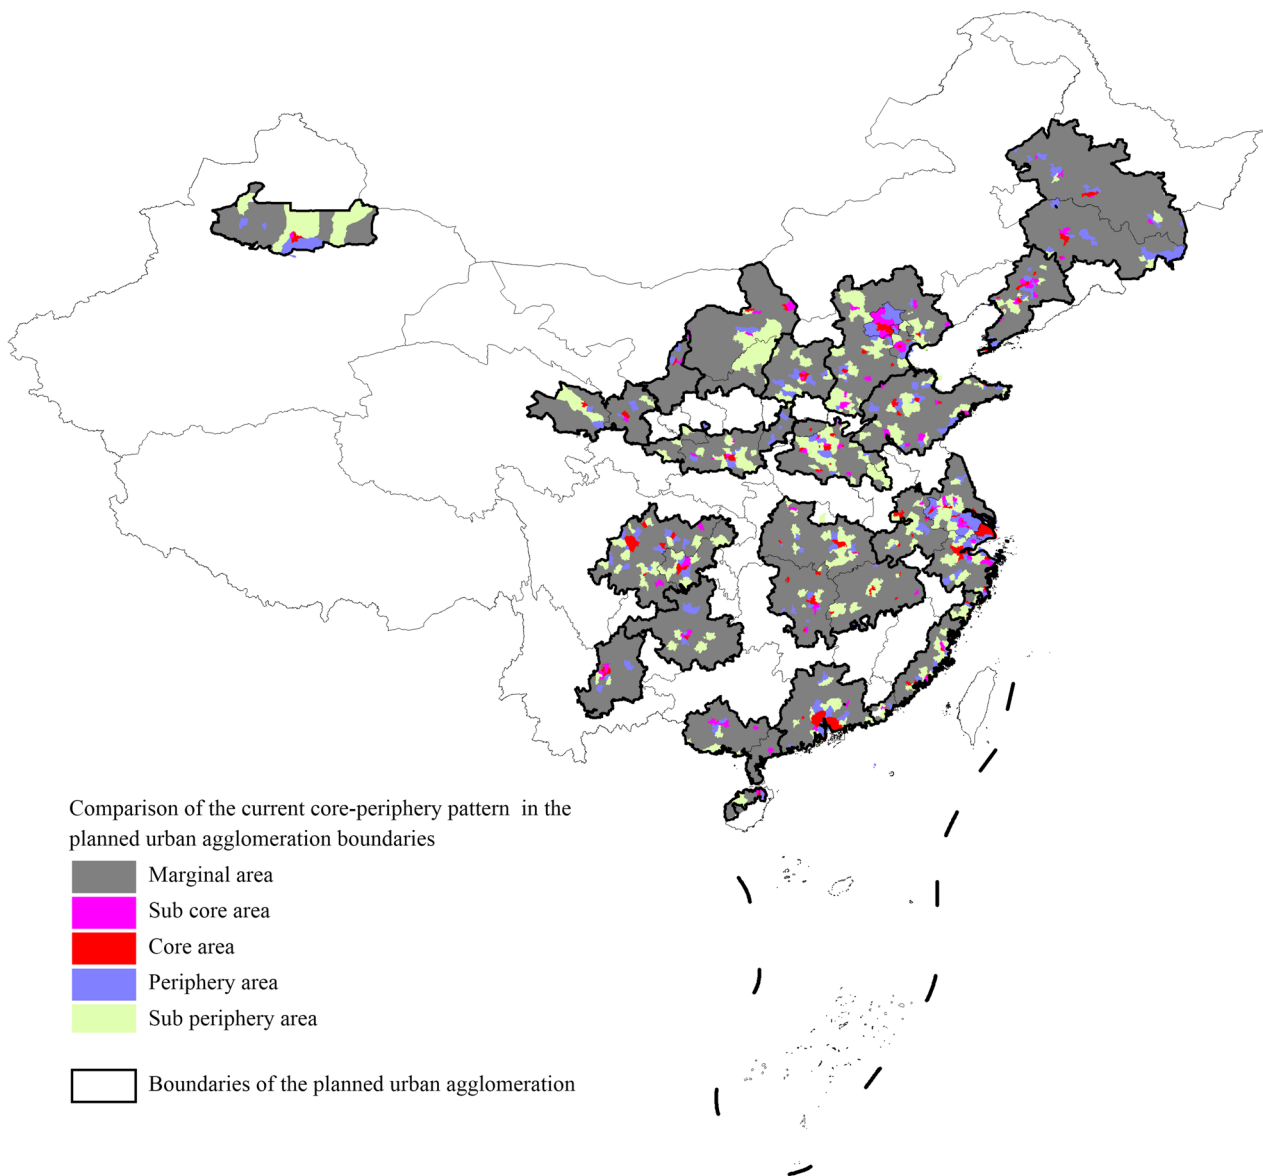 Comparison of the current core-periphery pattern in the
planned urban agglomeration boundaries
Marginal area
Sub core area
Core area
Periphery area
Sub periphery area
Boundaries of the planned urban agglomeration